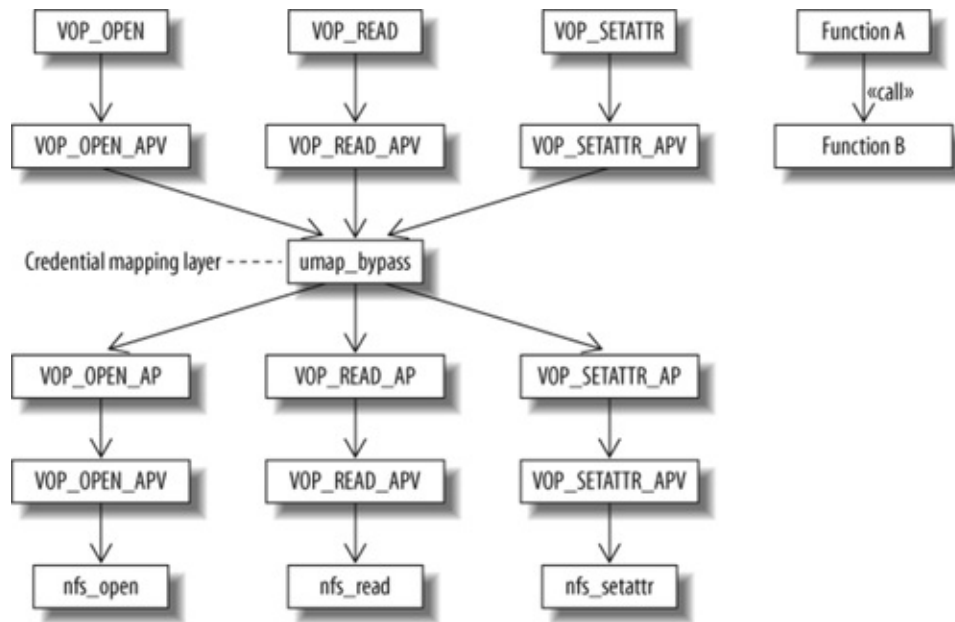 VOP_OPEN
VOP_READ
VOP_SETATTR
Function A
«call»
VOP_OPEN_APV
VOP_READ_APV
VOP_SETATTR_APV
Function B
Credential mapping layer
umap_bypass
VOP_OPEN_AP
VOP_READ_AP
VOP_SETATTR_AP
VOP_OPEN_APV
VOP_READ_APV
VOP_SETATTR_APV
nfs_open
nfs_read
nfs_setattr